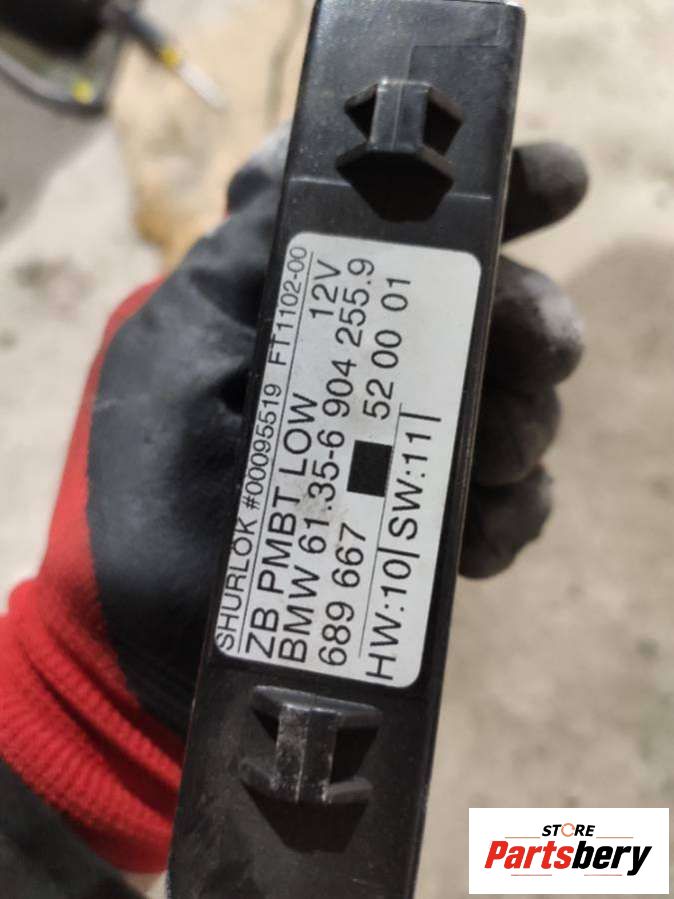 SHURLOK #00095519 FT1102-00
ZB PMBT LOW 12V
BMW 61.35-6 904 255.9
689 667 52 00 01
HW:10 SW:11
STORE
Partsbery